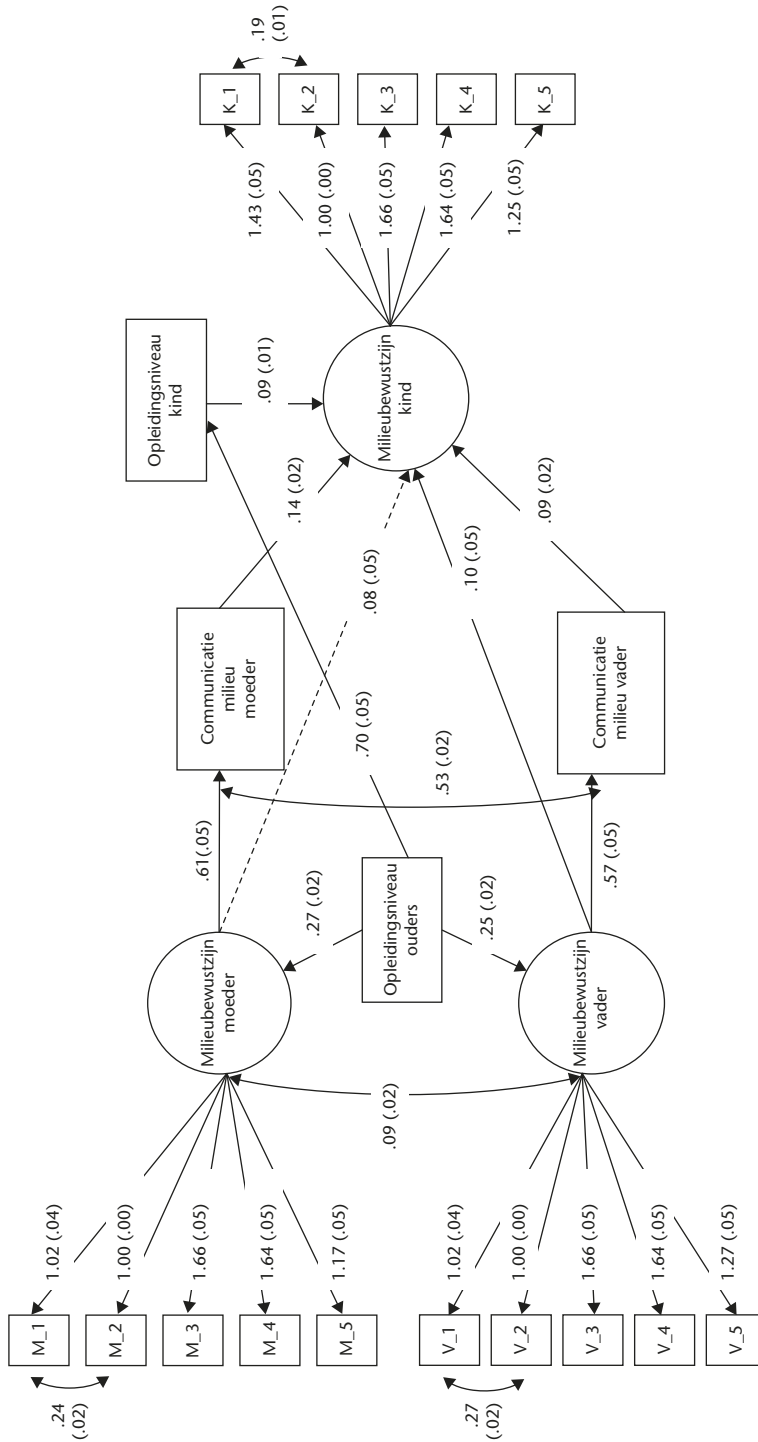 .27
(.02)
.24
(.02)
V_5
V_4
V_3
V_2
V_1
M_5
M_4
M_3
M_2
M_1
1.27 (.05)
1.64 (.05)
1.66 (.05)
1.00 (.00)
1.02 (.04)
1.17 (.05)
1.64 (.05)
1.66 (.05)
1.00 (.00)
1.02 (.04)
.09 (.02)
Milieubewustzijn
vader
Milieubewustzijn
moeder
.25 (.02)
Opleidingsniveau
ouders
.27 (.02)
.57 (.05)
.61(.05)
.53 (.02)
.70 (.05)
Communicatie
milieu vader
Communicatie
milieu
moeder
.09 (.02)
.10 (.05)
.08 (.05)
.14 (.02)
Milieubewustzijn
kind
.09 (.01)
Opleidingsniveau
kind
1.25 (.05)
1.64 (.05)
1.66 (.05)
1.00 (.00)
1.43 (.05)
K_5
K_4
K_3
K_2
K_1
.19
(.01)